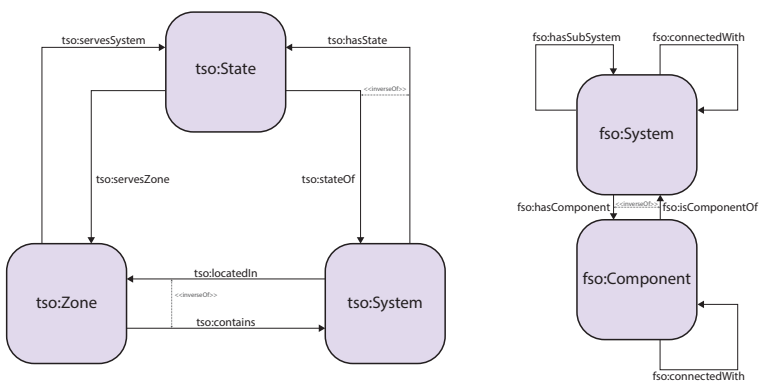 tso:servesSystem
tso:State
tso:hasState
<<inverseOf>>
tso:servesZone
tso:stateOf
tso:Zone
tso:locatedIn
<<inverseOf>>
tso:contains
tso:System
fso:hasSubSystem
fso:connectedWith
fso:System
fso:hasComponent
<<inverseOf>>
fso:isComponentOf
fso:Component
fso:connectedWith